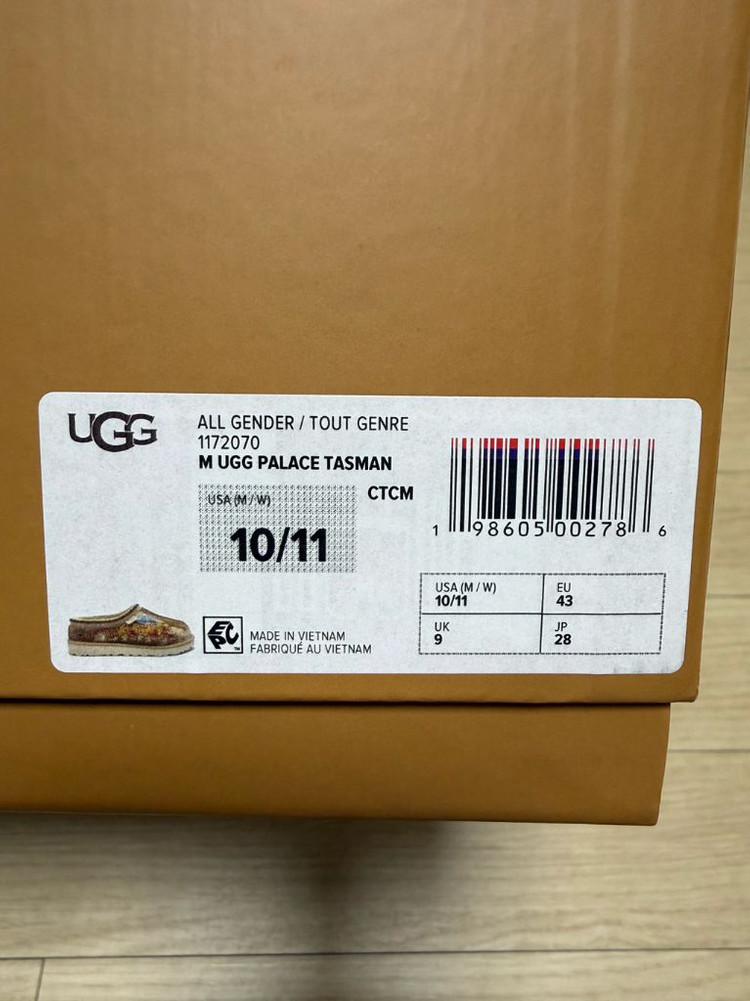 UGG
ALL GENDER / TOUT GENRE
1172070
M UGG PALACE TASMAN
CTCM
USA (M / W)
10/11
1 98605 00278 6
USA (M / W)
10/11
EU
43
UK
9
JP
28
EPC™
MADE IN VIETNAM
FABRIQUÉ AU VIETNAM